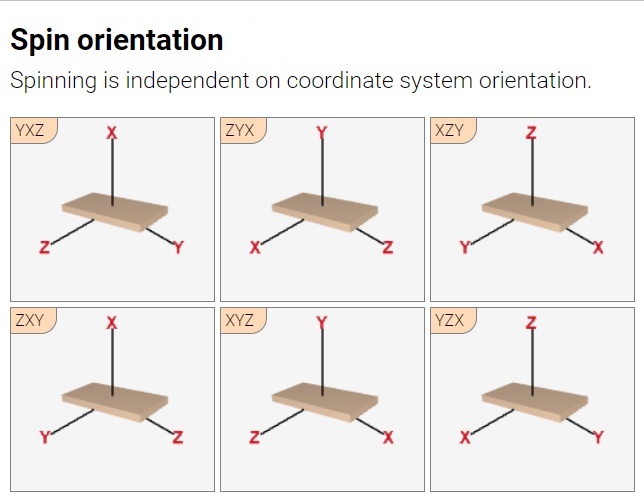 Spin orientation
Spinning is independent on coordinate system orientation.
YXZ
X
Z
Y
ZYX
Y
X
Z
XZY
Z
Y
X
ZXY
X
Y
Z
XYZ
Y
Z
X
YZX
Z
X
Y